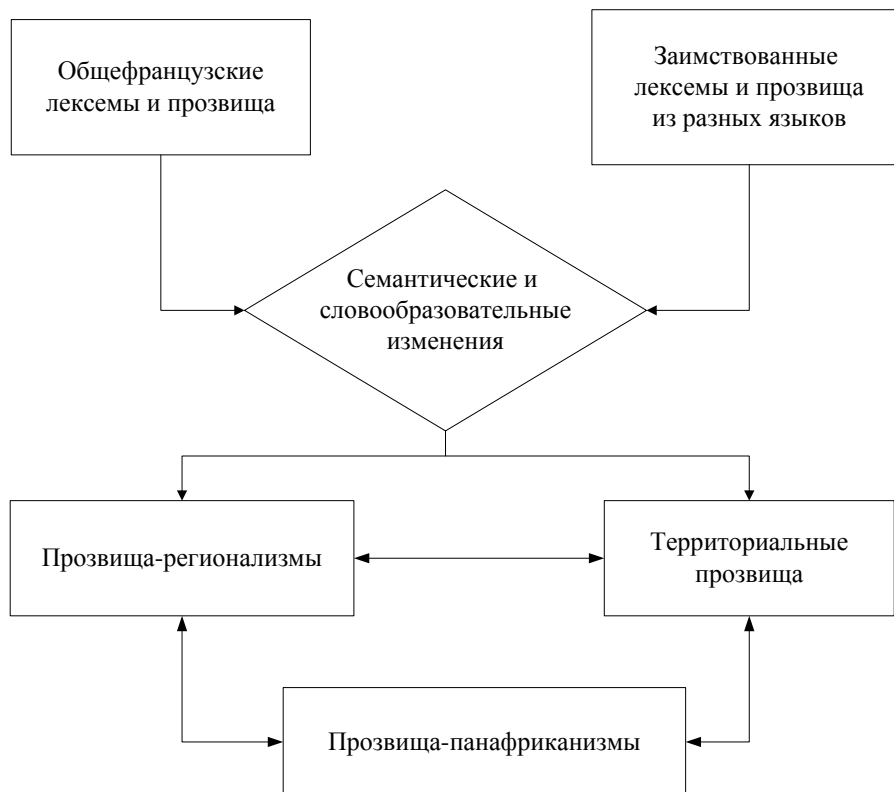 Общефранцузские
лексемы и прозвища
Заимствованные
лексемы и прозвища
из разных языков
Семантические и
словообразовательные
изменения
Прозвища-регионализмы
Территориальные
прозвища
Прозвища-панафриканизмы